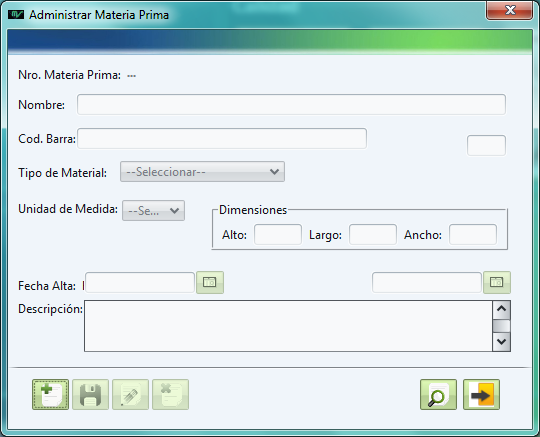 Administrar Materia Prima
Nro. Materia Prima: ---
Nombre:
Cod. Barra:
Tipo de Material: --Seleccionar--
Unidad de Medida: --Se...
Dimensiones
Alto: Largo: Ancho:
Fecha Alta:
Descripción: